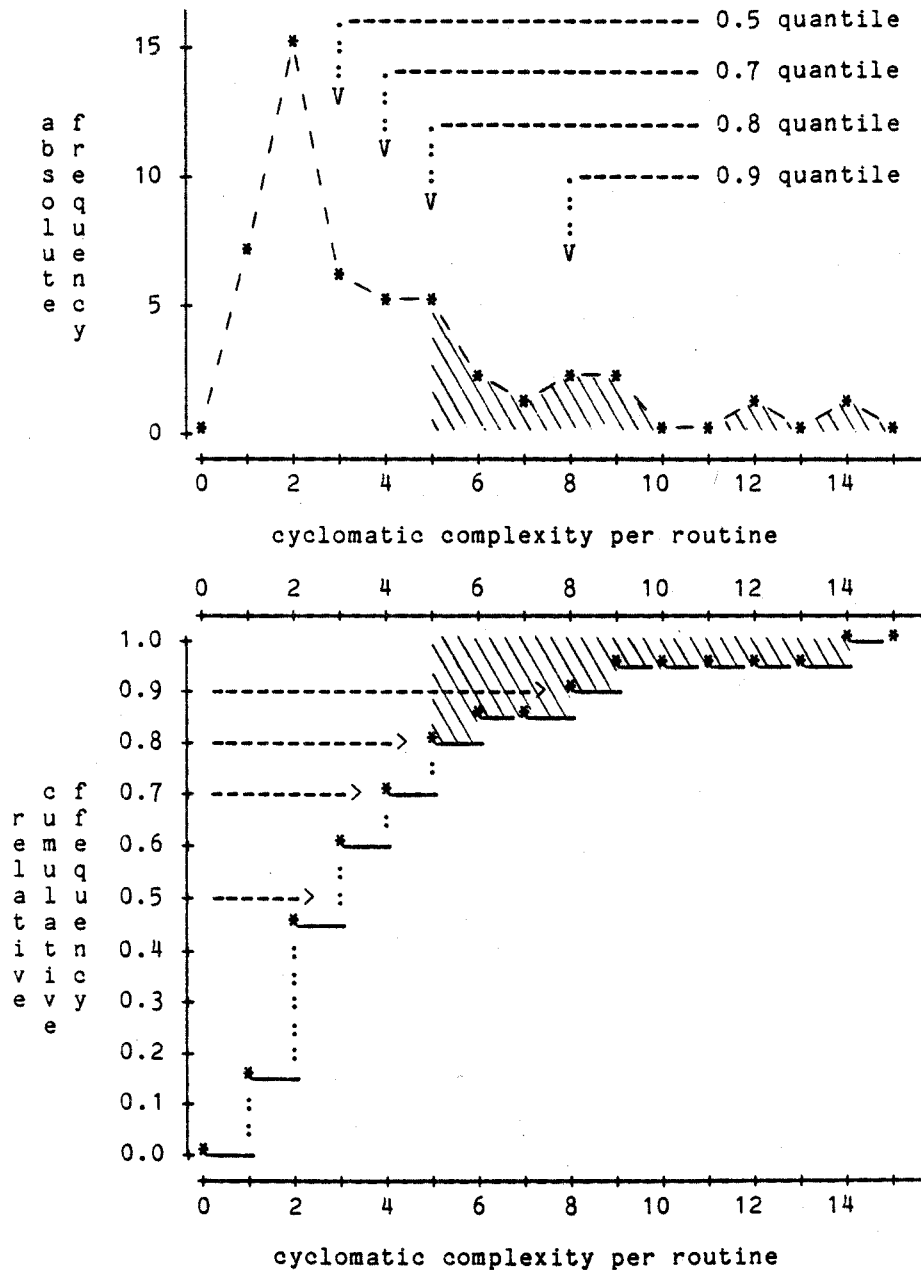 15
10
5
0
absolute
frequency
0.5 quantile
0.7 quantile
0.8 quantile
0.9 quantile
0 2 4 6 8 10 12 14
cyclomatic complexity per routine
0 2 4 6 8 10 12 14
1.0
0.9
0.8
0.7
0.6
0.5
0.4
0.3
0.2
0.1
0.0
relative
cumulative
ffequency
0 2 4 6 8 10 12 14
cyclomatic complexity per routine